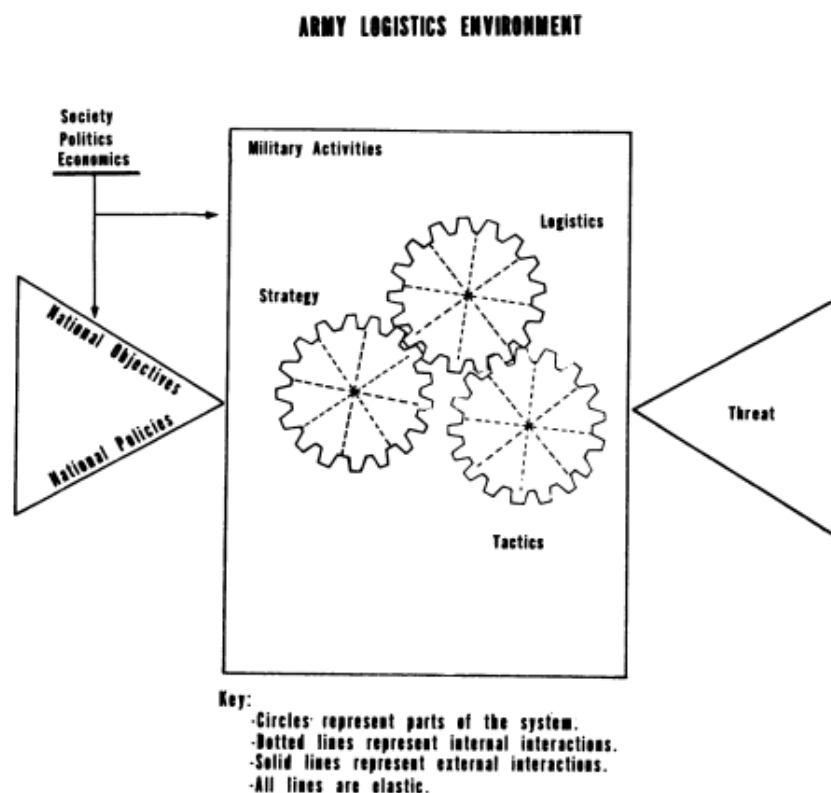 ARMY LOGISTICS ENVIRONMENT
Society
Politics
Economics
Military Activities
Logistics
Strategy
National Objectives
National Policies
Threat
Tactics
Key:
-Circles represent parts of the system.
-Dotted lines represent internal interactions.
-Solid lines represent external interactions.
-All lines are elastic.